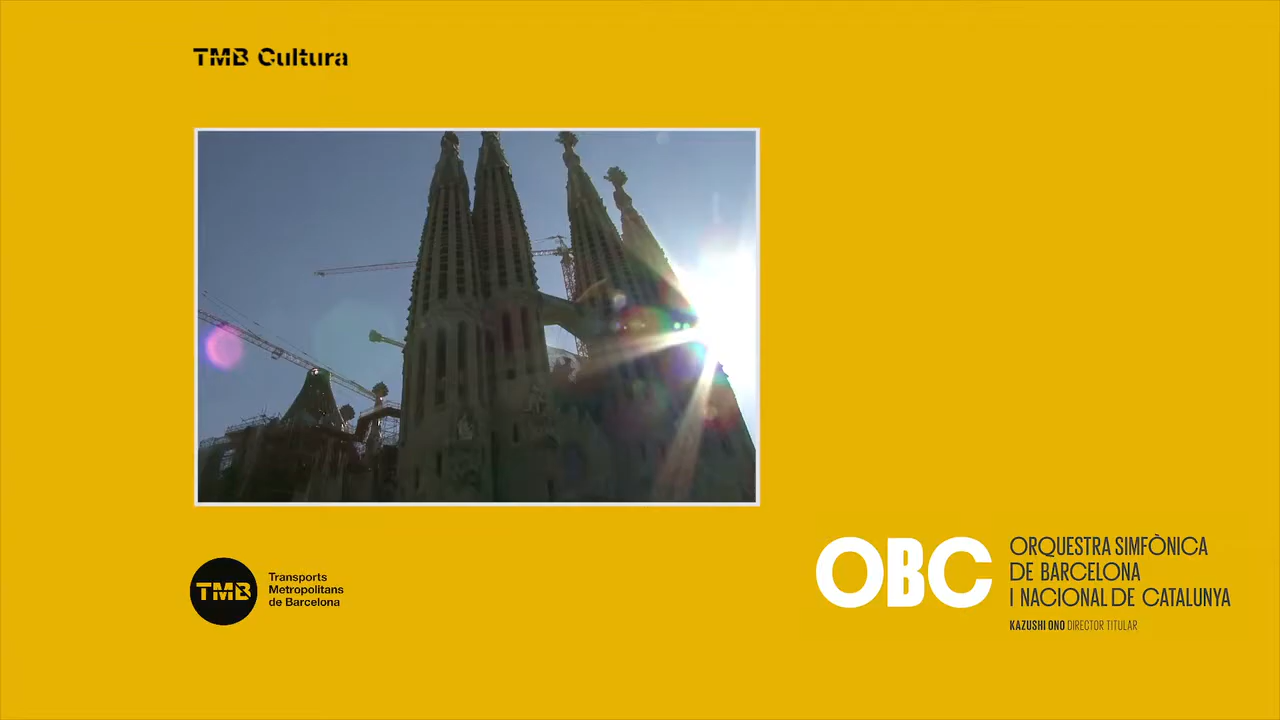 TMB Cultura
TMB
Transports
Metropolitans
de Barcelona
OBC
ORQUESTRA SIMFÒNICA
DE BARCELONA
I NACIONAL DE CATALUNYA
KAZUSHI ONO DIRECTOR TITULAR